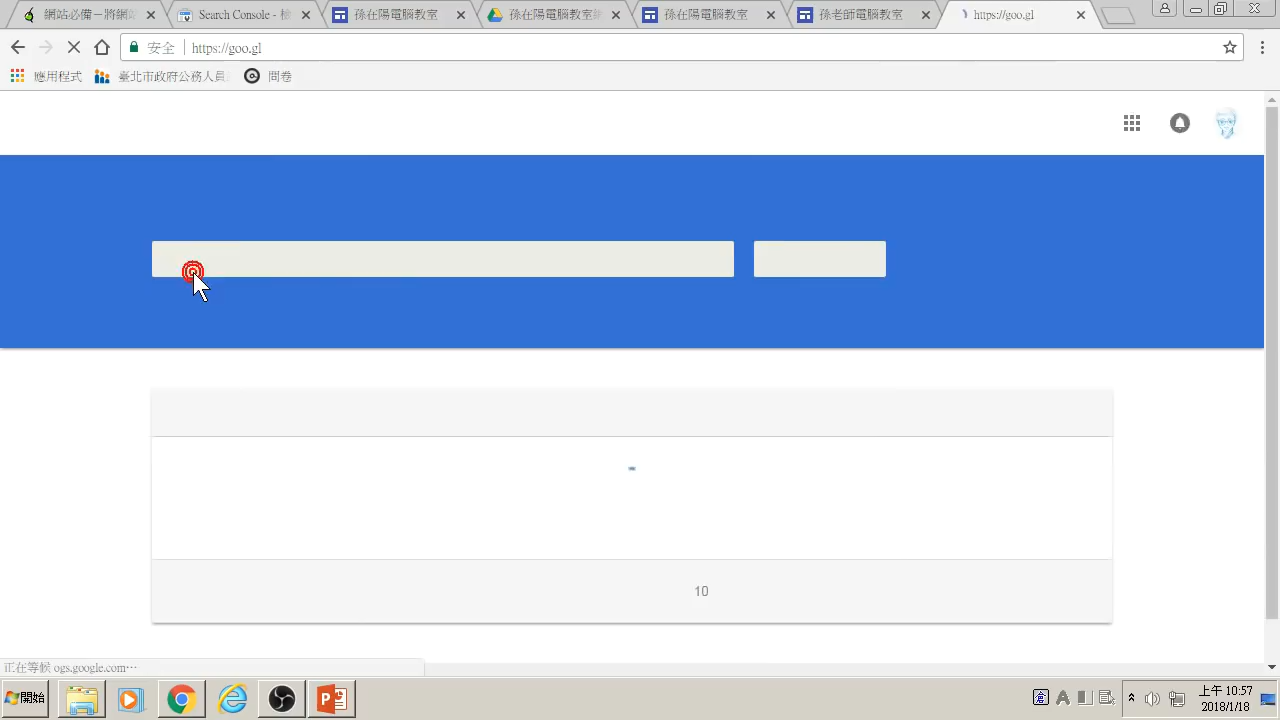 網站必備－將網站
Search Console - 檢
孫在陽電腦教室
孫在陽電腦教室
孫在陽電腦教室
孫老師電腦教室
https://goo.gl
安全
https://goo.gl
應用程式
臺北市政府公務人員
問卷
10
正在等候 ogs.google.com…
開始
上午 10:57
2018/1/18